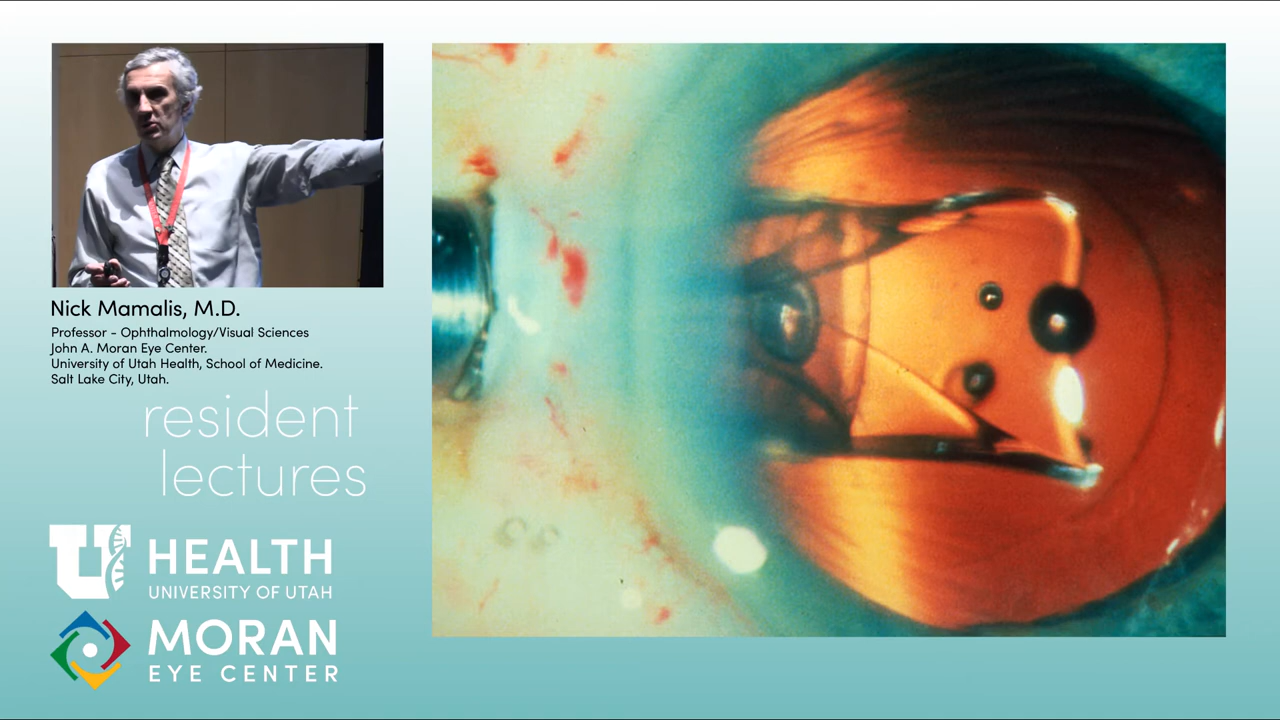 Nick Mamalis, M.D.
Professor - Ophthalmology/Visual Sciences
John A. Moran Eye Center.
University of Utah Health, School of Medicine.
Salt Lake City, Utah.
resident
lectures
U HEALTH
UNIVERSITY OF UTAH
MORAN
EYE CENTER